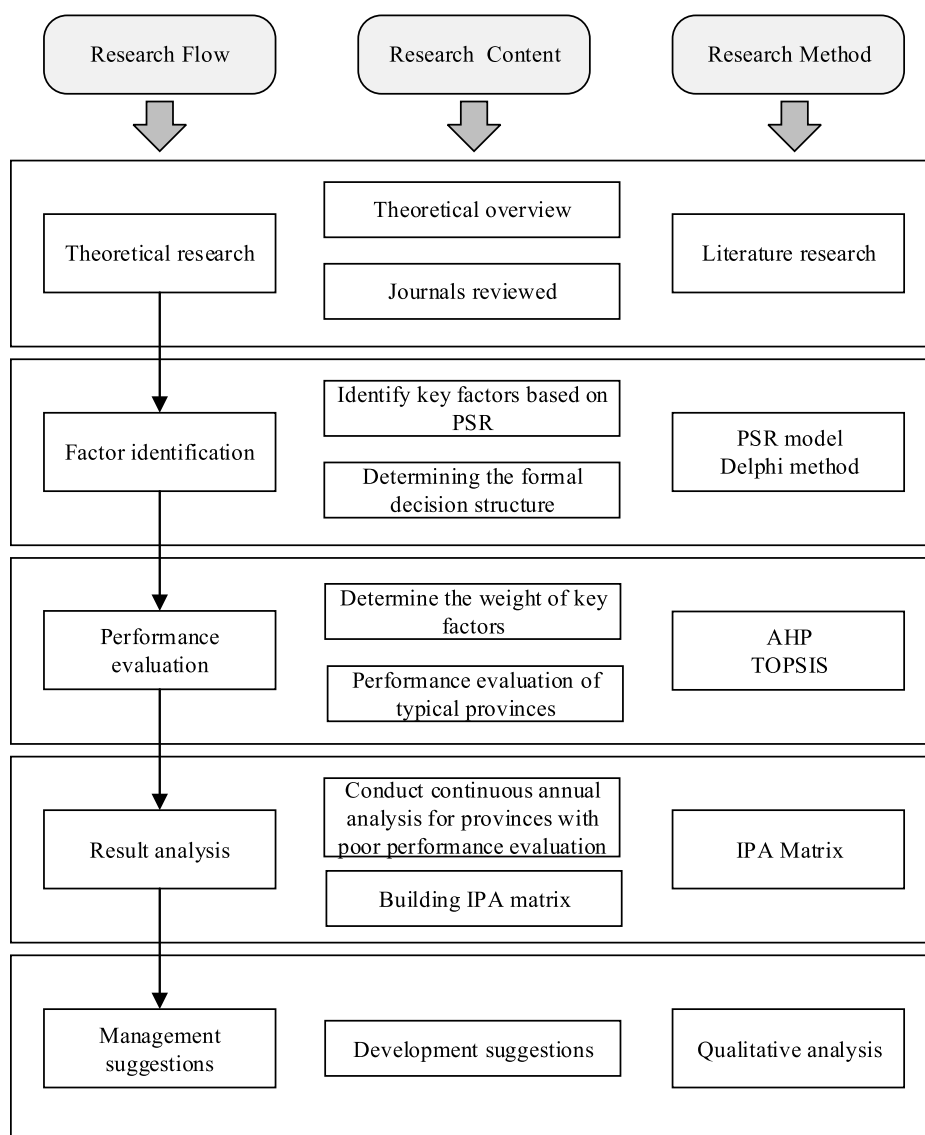 Research Flow
Research Content
Research Method
Theoretical research
Theoretical overview
Journals reviewed
Literature research
Factor identification
Identify key factors based on
PSR
Determining the formal
decision structure
PSR model
Delphi method
Performance
evaluation
Determine the weight of key
factors
Performance evaluation of
typical provinces
AHP
TOPSIS
Result analysis
Conduct continuous annual
analysis for provinces with
poor performance evaluation
Building IPA matrix
IPA Matrix
Management
suggestions
Development suggestions
Qualitative analysis